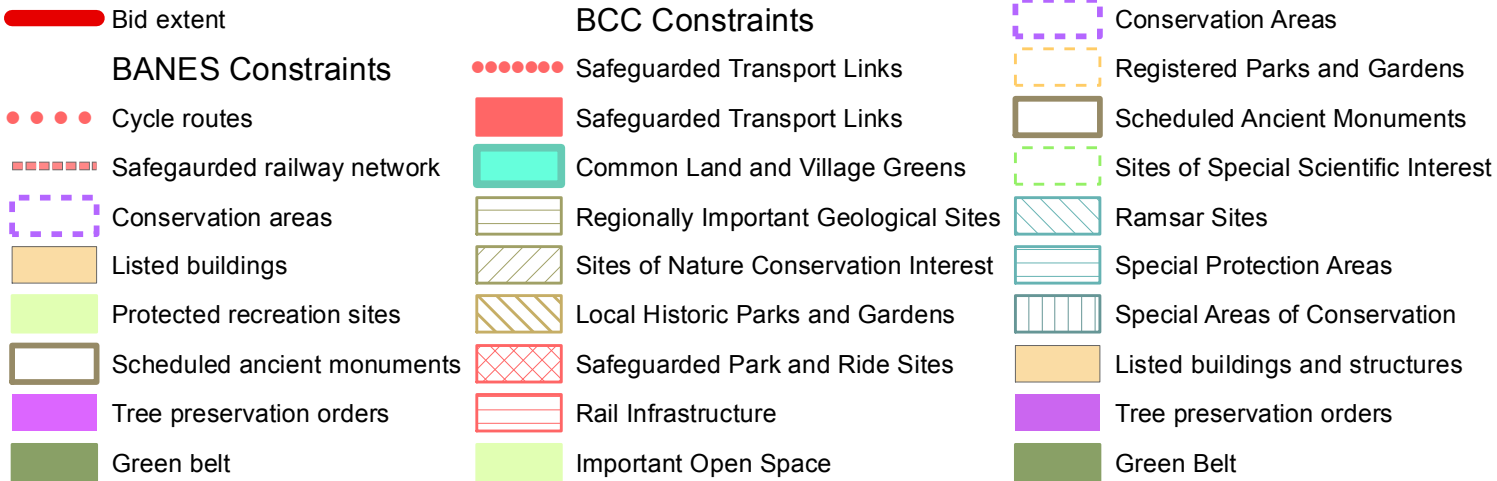 Bid extent
BANES Constraints
Cycle routes
Safegaurded railway network
Conservation areas
Listed buildings
Protected recreation sites
Scheduled ancient monuments
Tree preservation orders
Green belt
BCC Constraints
Safeguarded Transport Links
Safeguarded Transport Links
Common Land and Village Greens
Regionally Important Geological Sites
Sites of Nature Conservation Interest
Local Historic Parks and Gardens
Safeguarded Park and Ride Sites
Rail Infrastructure
Important Open Space
Conservation Areas
Registered Parks and Gardens
Scheduled Ancient Monuments
Sites of Special Scientific Interest
Ramsar Sites
Special Protection Areas
Special Areas of Conservation
Listed buildings and structures
Tree preservation orders
Green Belt